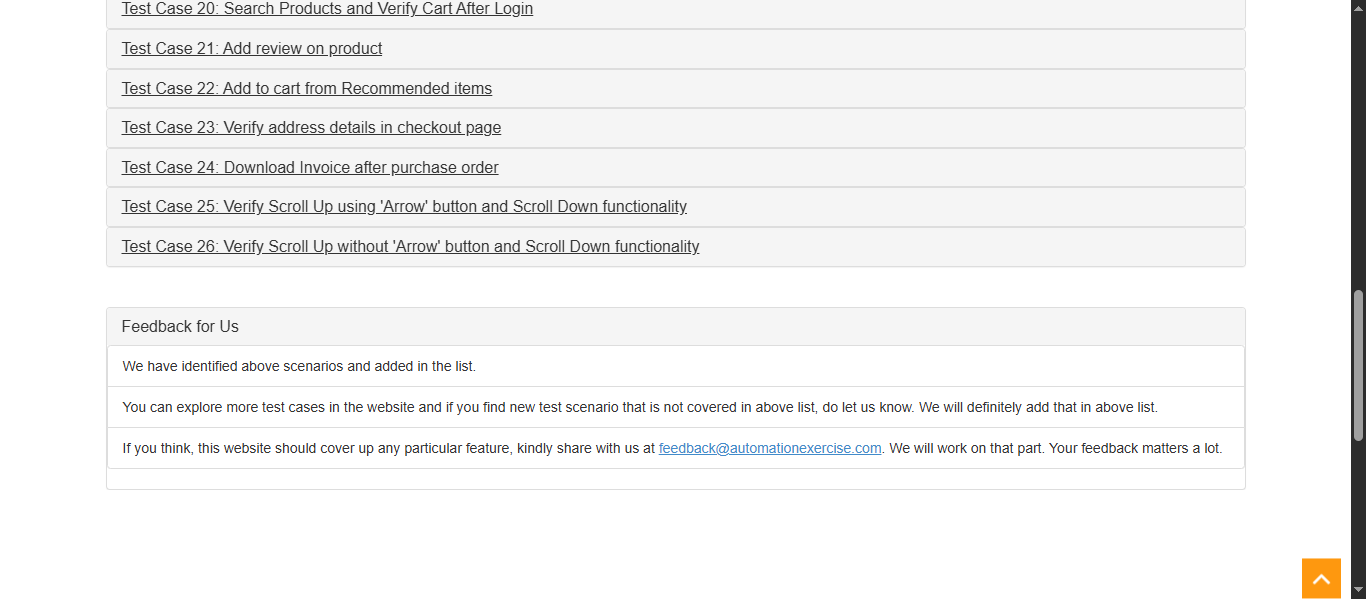 Test Case 20: Search Products and Verify Cart After Login
Test Case 21: Add review on product
Test Case 22: Add to cart from Recommended items
Test Case 23: Verify address details in checkout page
Test Case 24: Download Invoice after purchase order
Test Case 25: Verify Scroll Up using 'Arrow' button and Scroll Down functionality
Test Case 26: Verify Scroll Up without 'Arrow' button and Scroll Down functionality
Feedback for Us
We have identified above scenarios and added in the list.
You can explore more test cases in the website and if you find new test scenario that is not covered in above list, do let us know. We will definitely add that in above list.
If you think, this website should cover up any particular feature, kindly share with us at feedback@automationexercise.com. We will work on that part. Your feedback matters a lot.